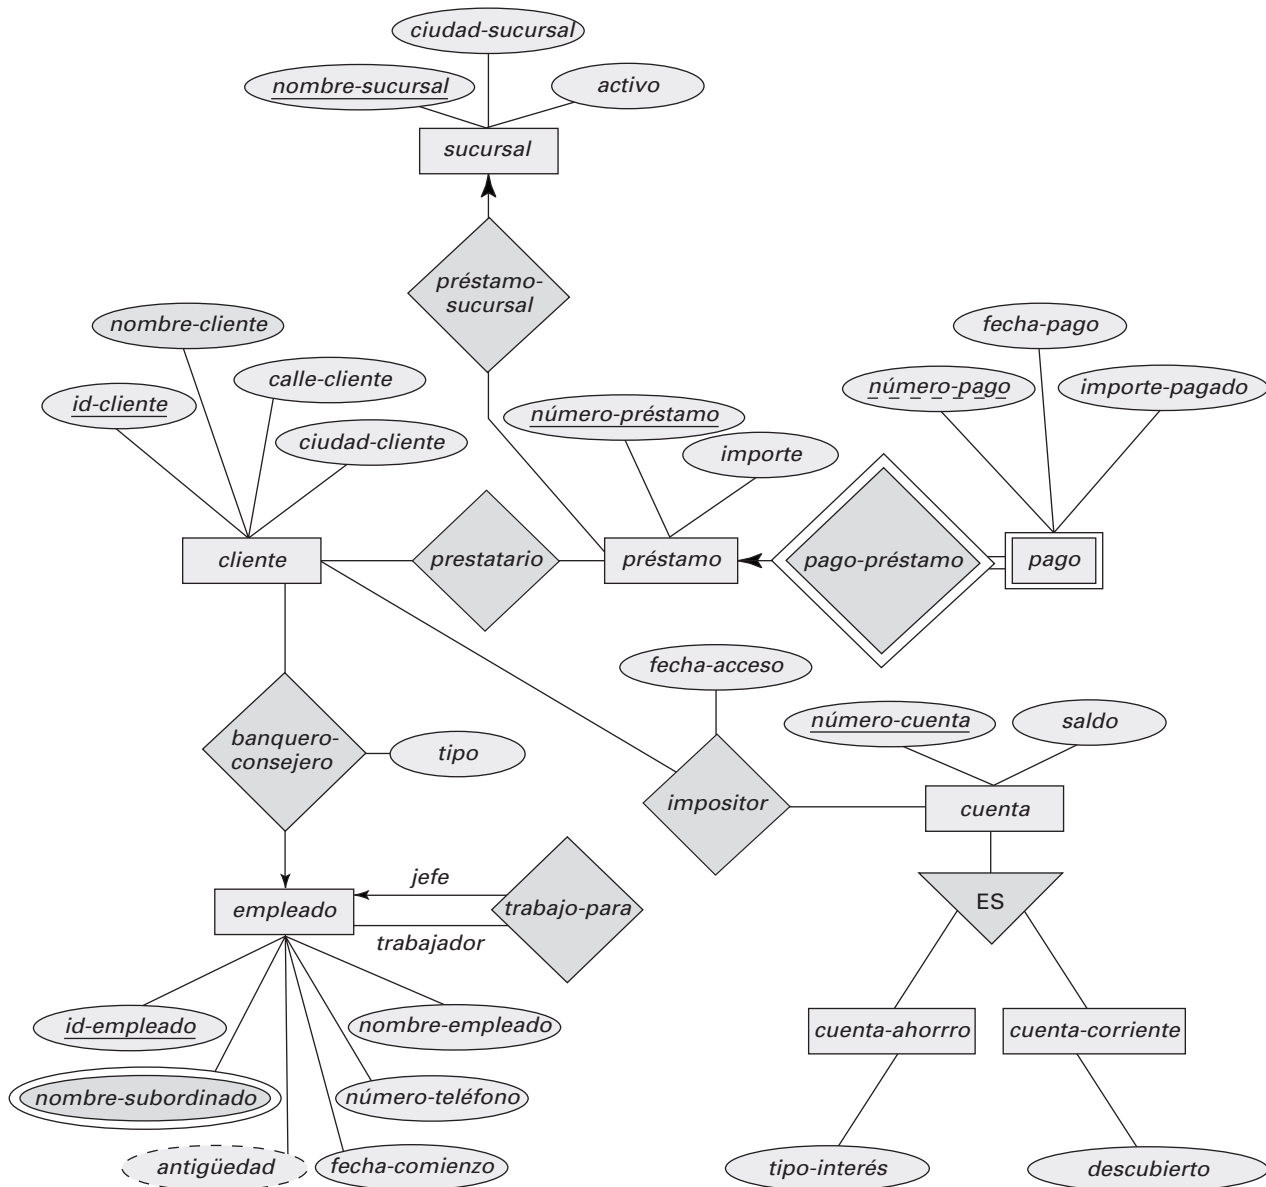 ciudad-sucursal
nombre-sucursal
activo
sucursal
préstamo-
sucursal
nombre-cliente
fecha-pago
calle-cliente
número-pago
importe-pagado
id-cliente
número-préstamo
ciudad-cliente
importe
cliente
prestatario
préstamo
pago-préstamo
pago
fecha-acceso
número-cuenta
saldo
banquero-
consejero
tipo
impositor
cuenta
jefe
empleado
trabajo-para
ES
trabajador
id-empleado
nombre-empleado
cuenta-ahorrro
cuenta-corriente
nombre-subordinado
número-teléfono
antigüedad
fecha-comienzo
tipo-interés
descubierto